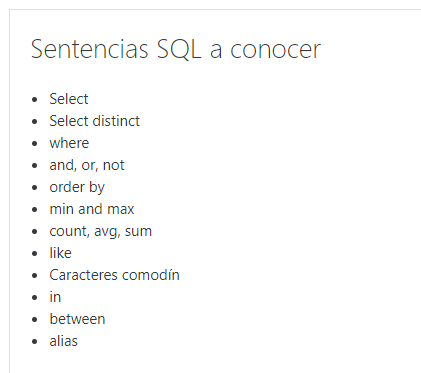 Sentencias SQL a conocer
Select
Select distinct
where
and, or, not
order by
min and max
count, avg, sum
like
Caracteres comodín
in
between
alias